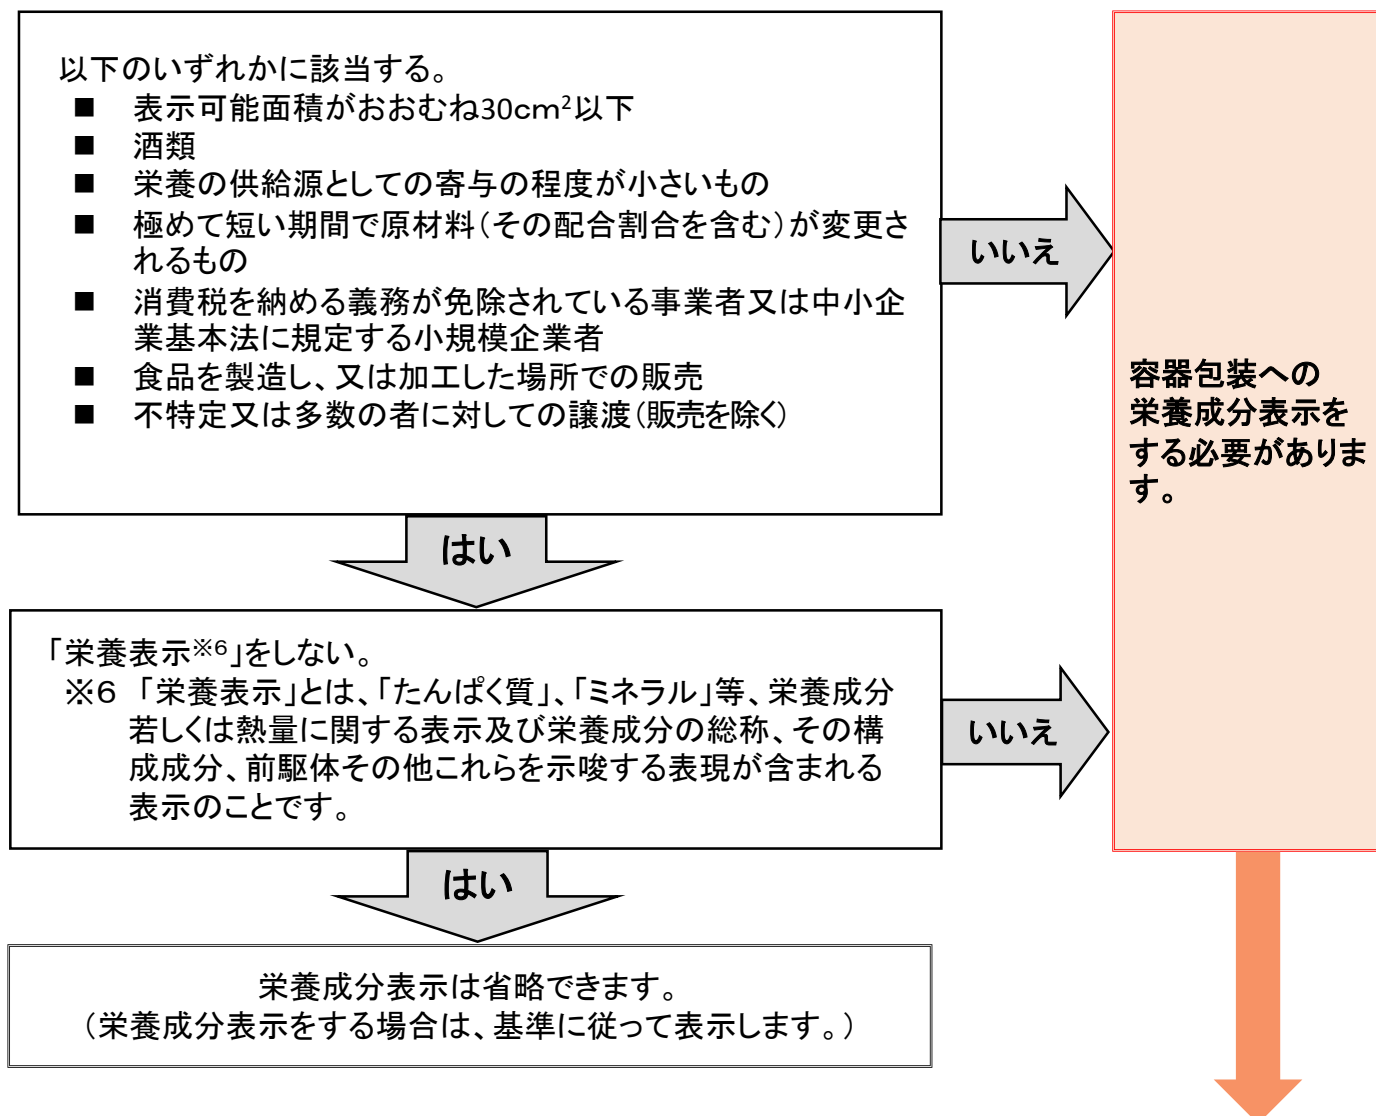 以下のいずれかに該当する。
■ 表示可能面積がおおむね30cm²以下
■ 酒類
■ 栄養の供給源としての寄与の程度が小さいもの
■ 極めて短い期間で原材料(その配合割合を含む)が変更さ
れるもの
■ 消費税を納める義務が免除されている事業者又は中小企
業基本法に規定する小規模企業者
■ 食品を製造し、又は加工した場所での販売
■ 不特定又は多数の者に対しての譲渡(販売を除く)
いいえ
容器包装への
栄養成分表示を
する必要がありま
す。
はい
「栄養表示※6」をしない。
※6 「栄養表示」とは、「たんぱく質」、「ミネラル」等、栄養成分
若しくは熱量に関する表示及び栄養成分の総称、その構
成成分、前駆体その他これらを示唆する表現が含まれる
表示のことです。
いいえ
はい
栄養成分表示は省略できます。
(栄養成分表示をする場合は、基準に従って表示します。)